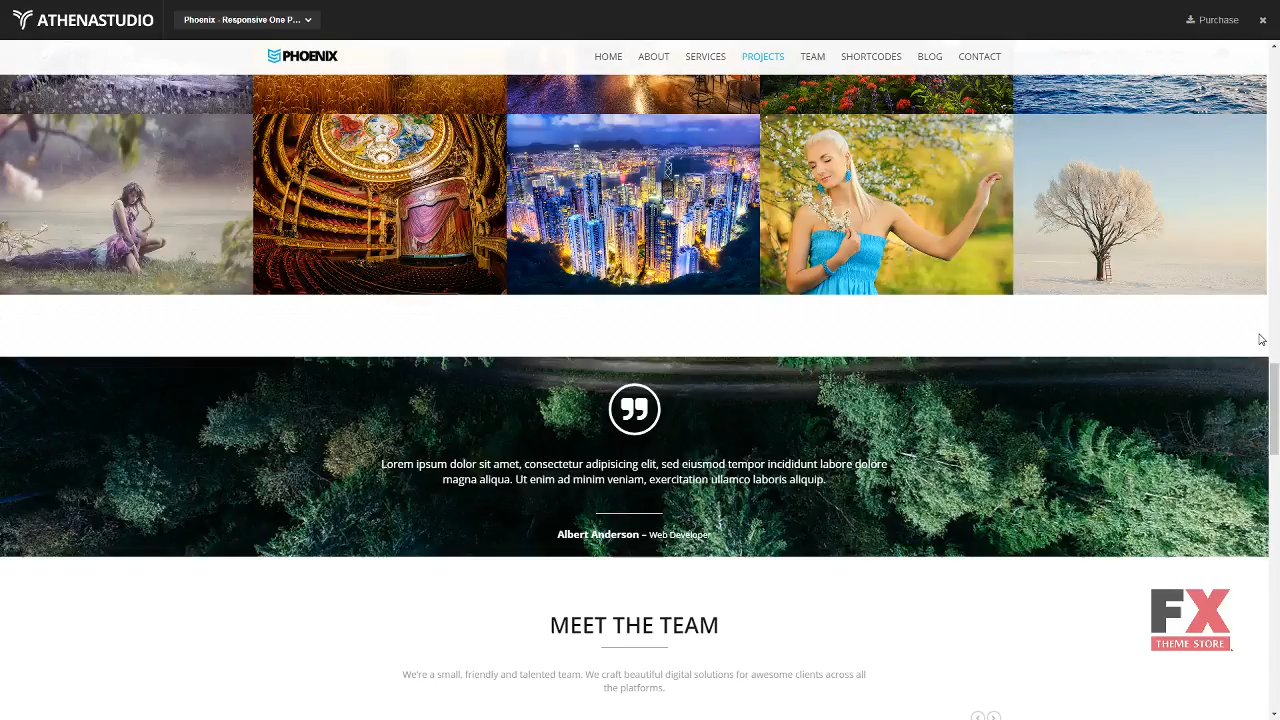 ATHENASTUDIO
Phoenix - Responsive One P...
Purchase
PHOENIX
HOME ABOUT SERVICES PROJECTS TEAM SHORTCODES BLOG CONTACT
Lorem ipsum dolor sit amet, consectetur adipisicing elit, sed eiusmod tempor incididunt labore dolore
magna aliqua. Ut enim ad minim veniam, exercitation ullamco laboris aliquip.
Albert Anderson – Web Developer
MEET THE TEAM
We're a small, friendly and talented team. We craft beautiful digital solutions for awesome clients across all
the platforms.
FX
THEME STORE